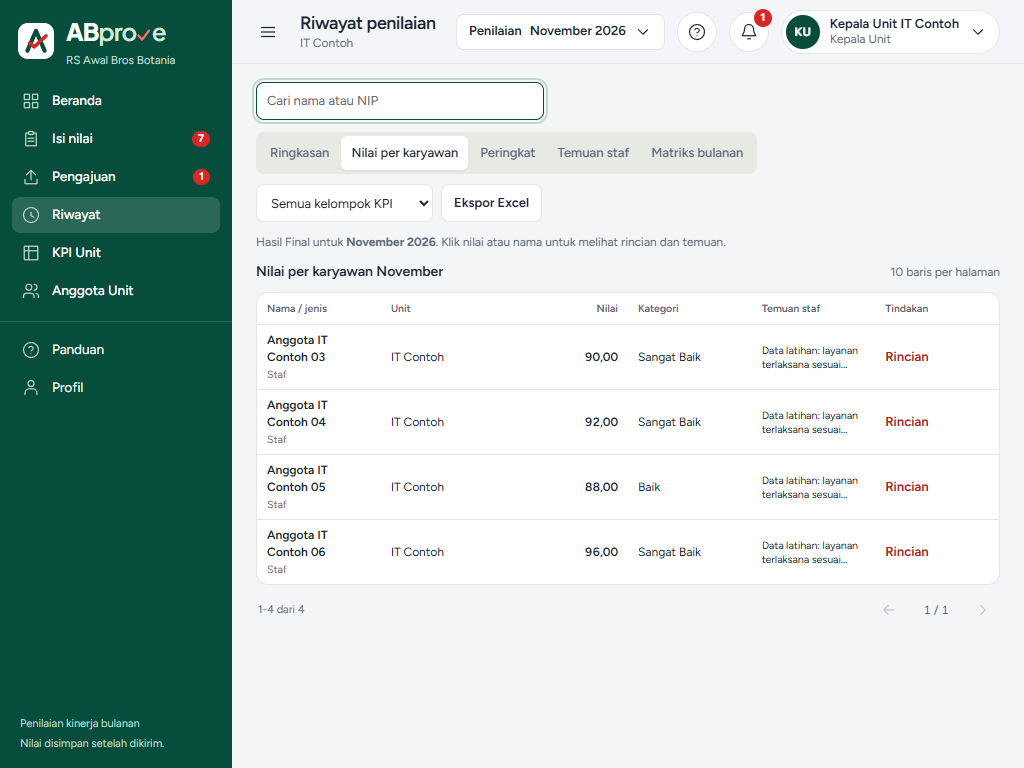 ABprove
RS Awal Bros Botania
Beranda
Isi nilai 7
Pengajuan 1
Riwayat
KPI Unit
Anggota Unit
Panduan
Profil
Penilaian kinerja bulanan
Nilai disimpan setelah dikirim.
Riwayat penilaian
IT Contoh
Penilaian November 2026
1
KU
Kepala Unit IT Contoh
Kepala Unit
Cari nama atau NIP
Ringkasan Nilai per karyawan Peringkat Temuan staf Matriks bulanan
Semua kelompok KPI Ekspor Excel
Hasil Final untuk November 2026. Klik nilai atau nama untuk melihat rincian dan temuan.
Nilai per karyawan November 10 baris per halaman
Nama / jenis Unit Nilai Kategori Temuan staf Tindakan
Anggota IT
Contoh 03
Staf
IT Contoh 90,00 Sangat Baik
Data latihan: layanan
terlaksana sesuai...
Rincian
Anggota IT
Contoh 04
Staf
IT Contoh 92,00 Sangat Baik
Data latihan: layanan
terlaksana sesuai...
Rincian
Anggota IT
Contoh 05
Staf
IT Contoh 88,00 Baik
Data latihan: layanan
terlaksana sesuai...
Rincian
Anggota IT
Contoh 06
Staf
IT Contoh 96,00 Sangat Baik
Data latihan: layanan
terlaksana sesuai...
Rincian
1-4 dari 4 1 / 1